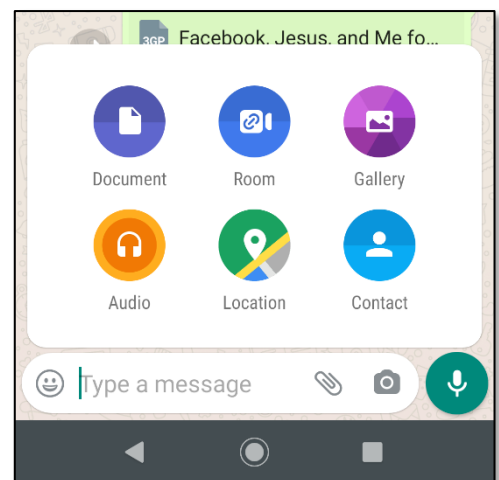 3GP Facebook, Jesus, and Me fo...
Document Room Gallery
Audio Location Contact
Type a message